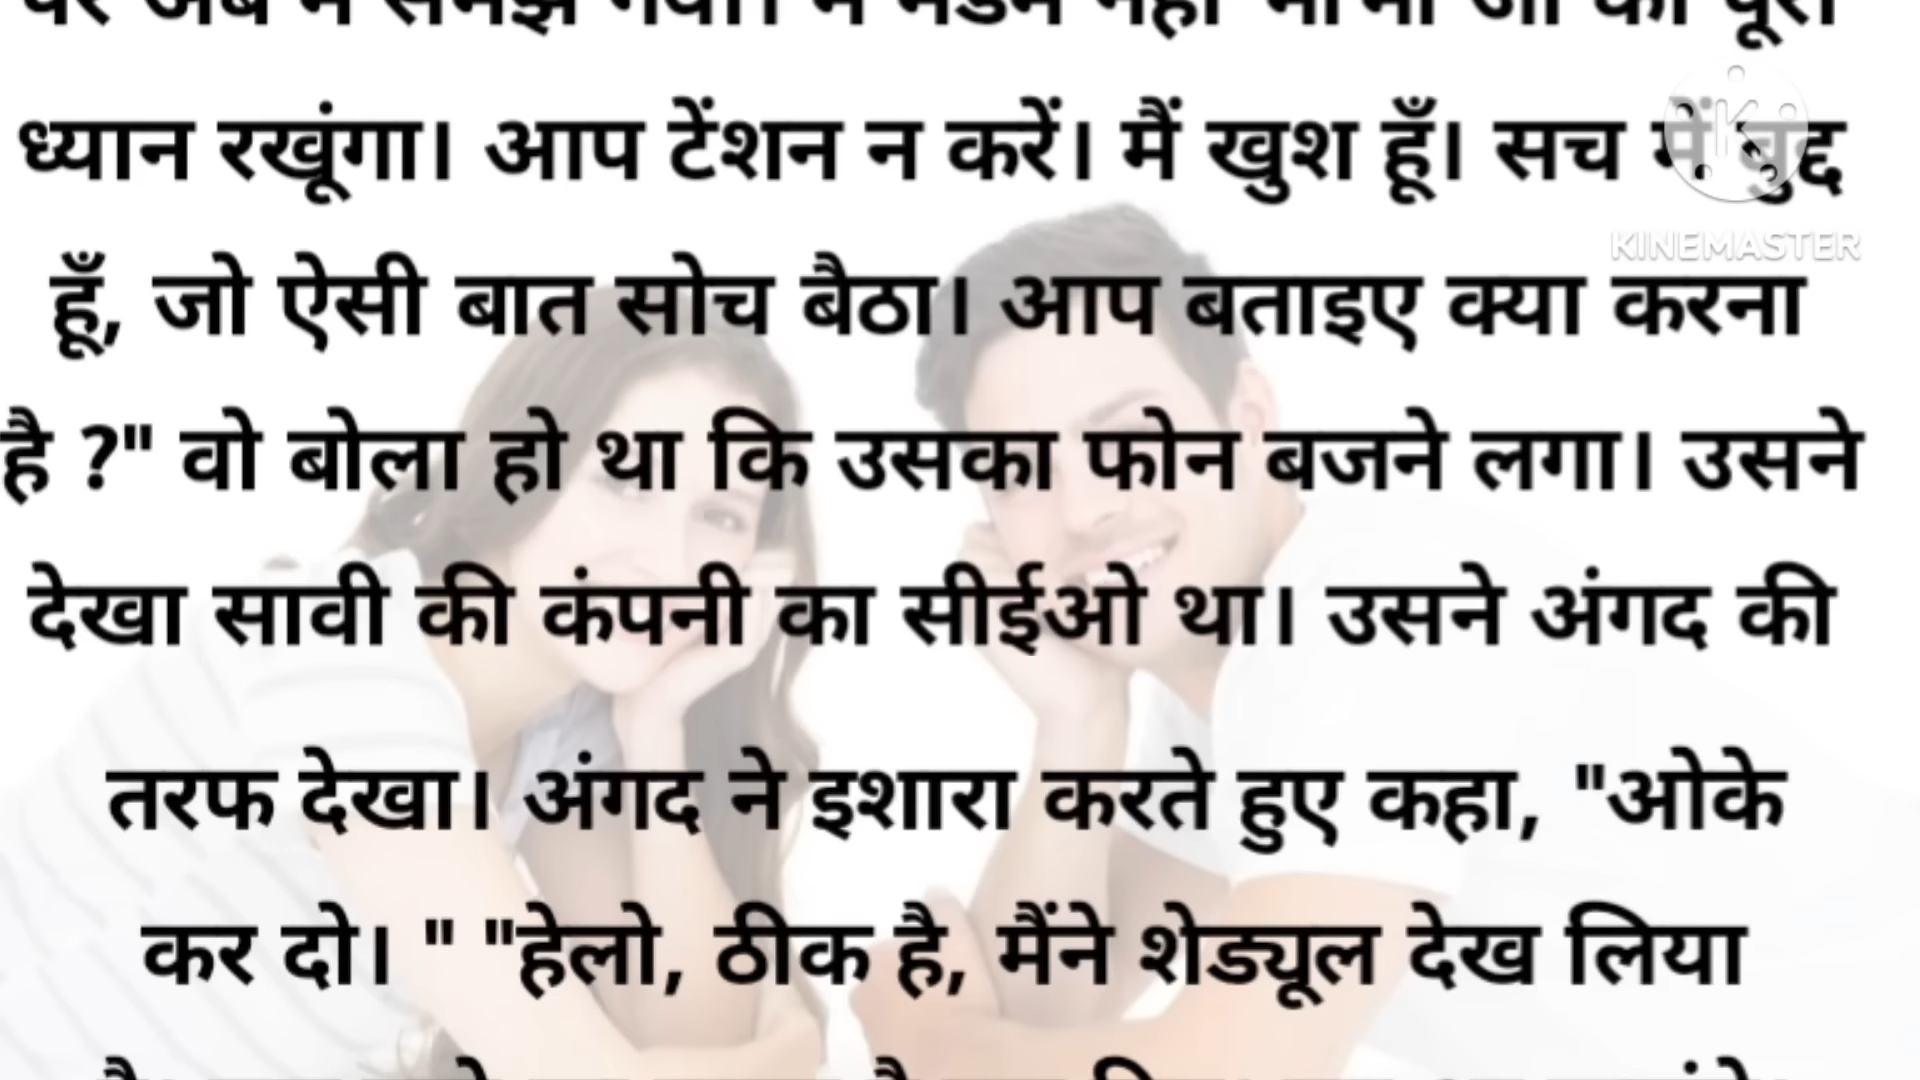 ध्यान रखूंगा। आप टेंशन न करें। मैं खुश हूँ। सच में बुद्द
KINEMASTER
हूँ, जो ऐसी बात सोच बैठा। आप बताइए क्या करना
है ?" वो बोला हो था कि उसका फोन बजने लगा। उसने
देखा सावी की कंपनी का सीईओ था। उसने अंगद की
तरफ देखा। अंगद ने इशारा करते हुए कहा, "ओके
कर दो। " "हेलो, ठीक है, मैंने शेड्यूल देख लिया